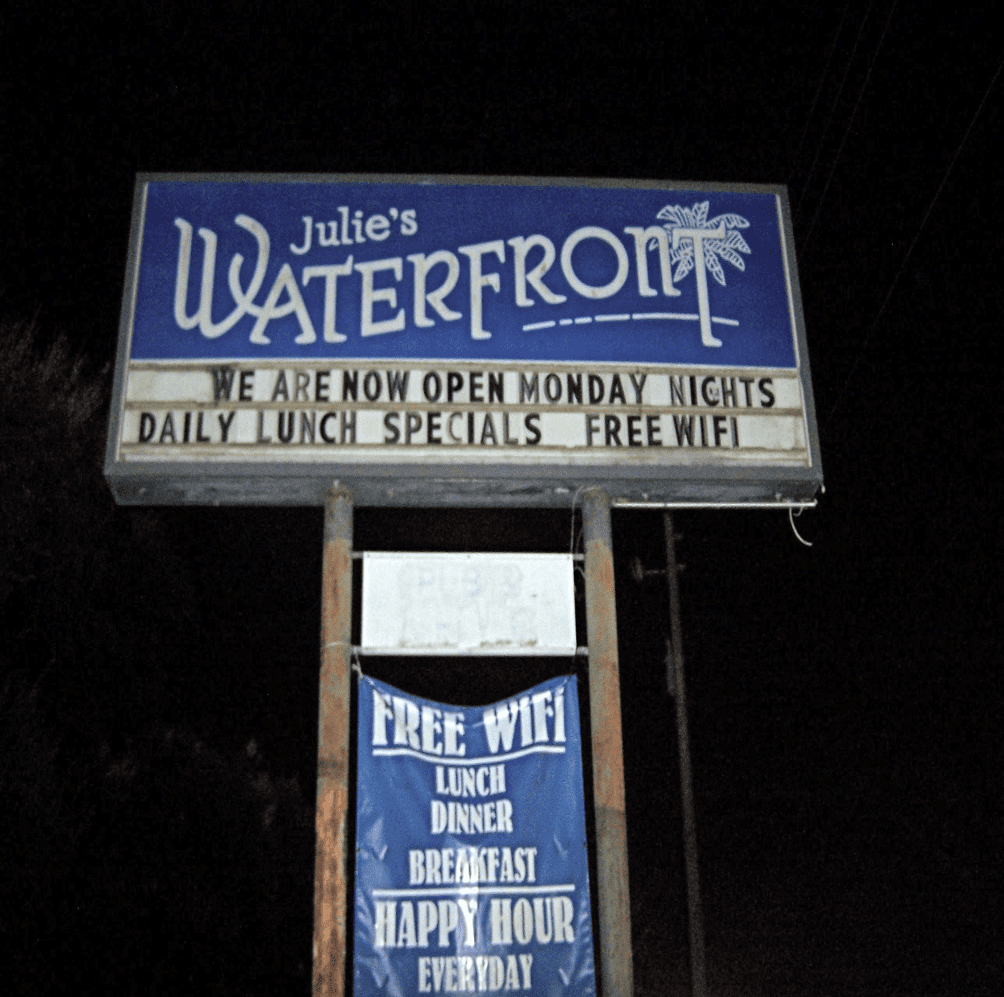 Julie's
WATERFRONT
WE ARE NOW OPEN MONDAY NIGHTS
DAILY LUNCH SPECIALS FREE WIFI
FREE WIFI
LUNCH
DINNER
BREAKFAST
HAPPY HOUR
EVERYDAY